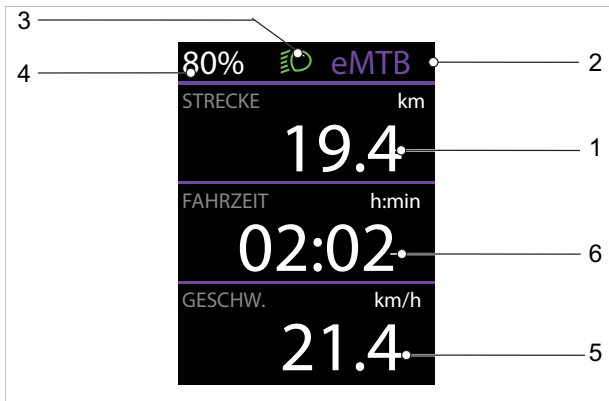 3
80% eMTB 2
4
STRECKE km
19.4 1
FAHRZEIT h:min
02:02 6
GESCHW. km/h
21.4 5